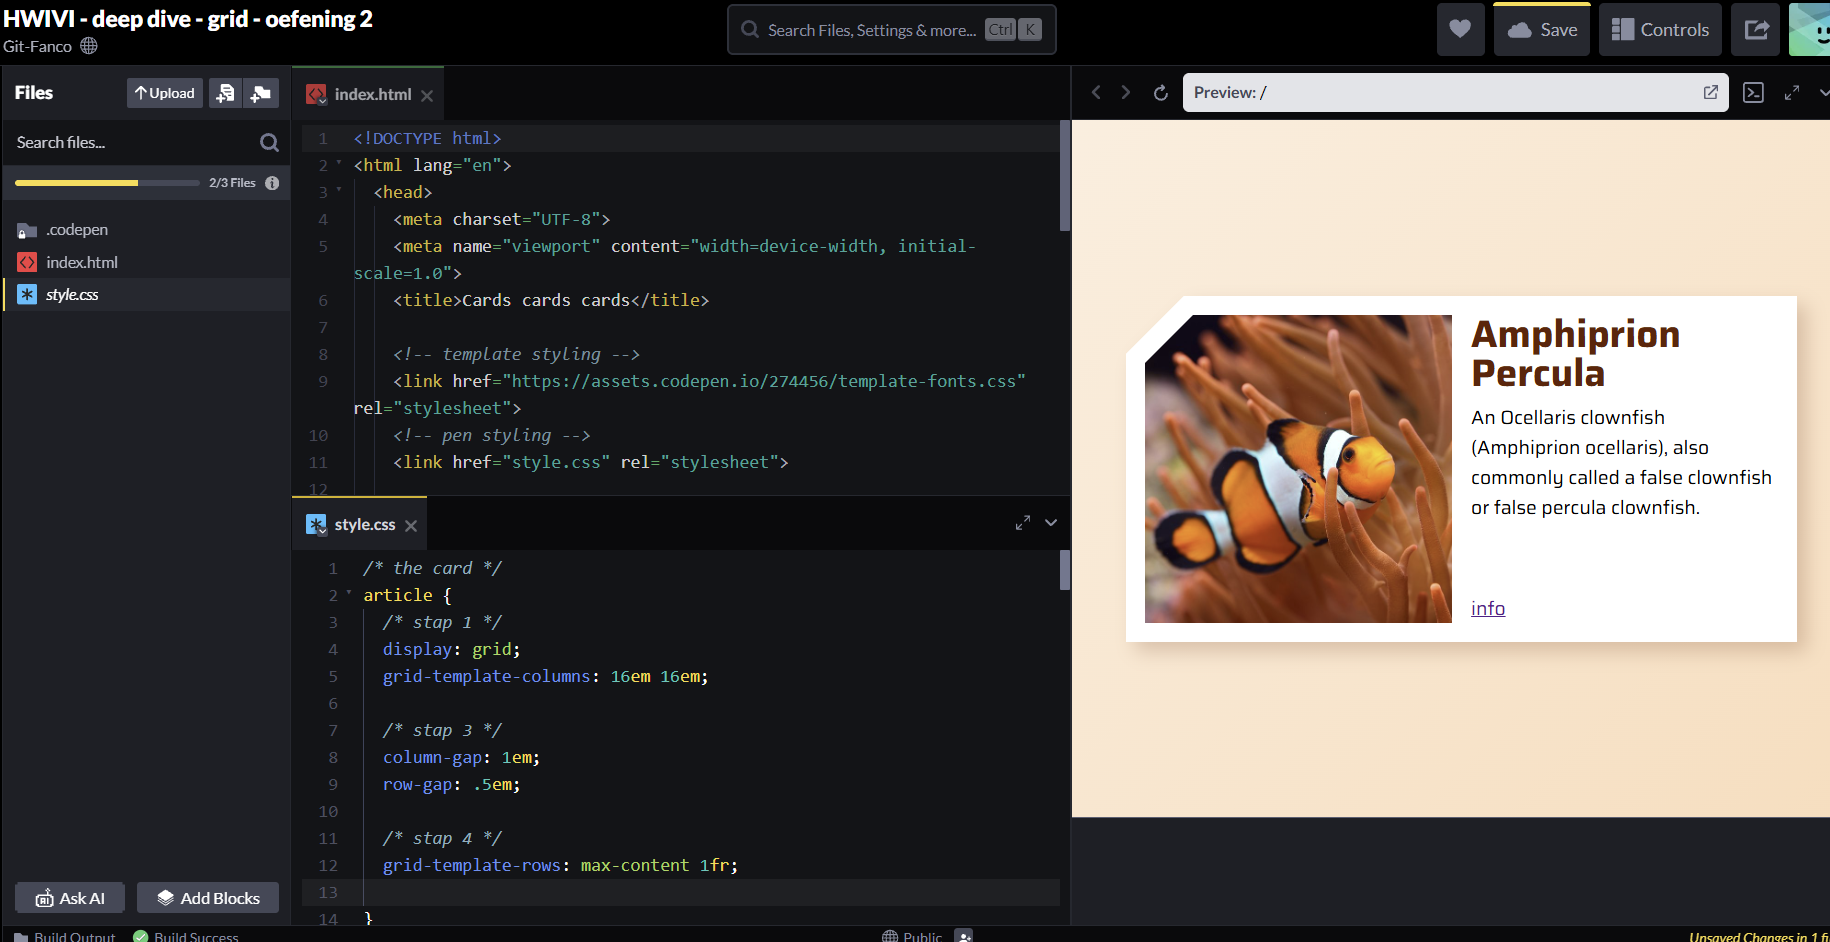 HWIVI - deep dive - grid - oefening 2
Git-Fanco
Search Files, Settings & more... Ctrl K
Save
Controls
Files
Upload
Search files...
2/3 Files
.codepen
index.html
style.css
Ask AI
Add Blocks
index.html
1 <!DOCTYPE html>
2 <html lang="en">
3 <head>
4 <meta charset="UTF-8">
5 <meta name="viewport" content="width=device-width, initial-
scale=1.0">
6 <title>Cards cards cards</title>
7
8 <!-- template styling -->
9 <link href="https://assets.codepen.io/274456/template-fonts.css"
rel="stylesheet">
10 <!-- pen styling -->
11 <link href="style.css" rel="stylesheet">
12
style.css
1 /* the card */
2 article {
3 /* stap 1 */
4 display: grid;
5 grid-template-columns: 16em 16em;
6
7 /* stap 3 */
8 column-gap: 1em;
9 row-gap: .5em;
10
11 /* stap 4 */
12 grid-template-rows: max-content 1fr;
13
14 }
Preview: /
Amphiprion
Percula
An Ocellaris clownfish
(Amphiprion ocellaris), also
commonly called a false clownfish
or false percula clownfish.
info
Build Output
Build Success
Public
Unsaved Changes in 1 fi